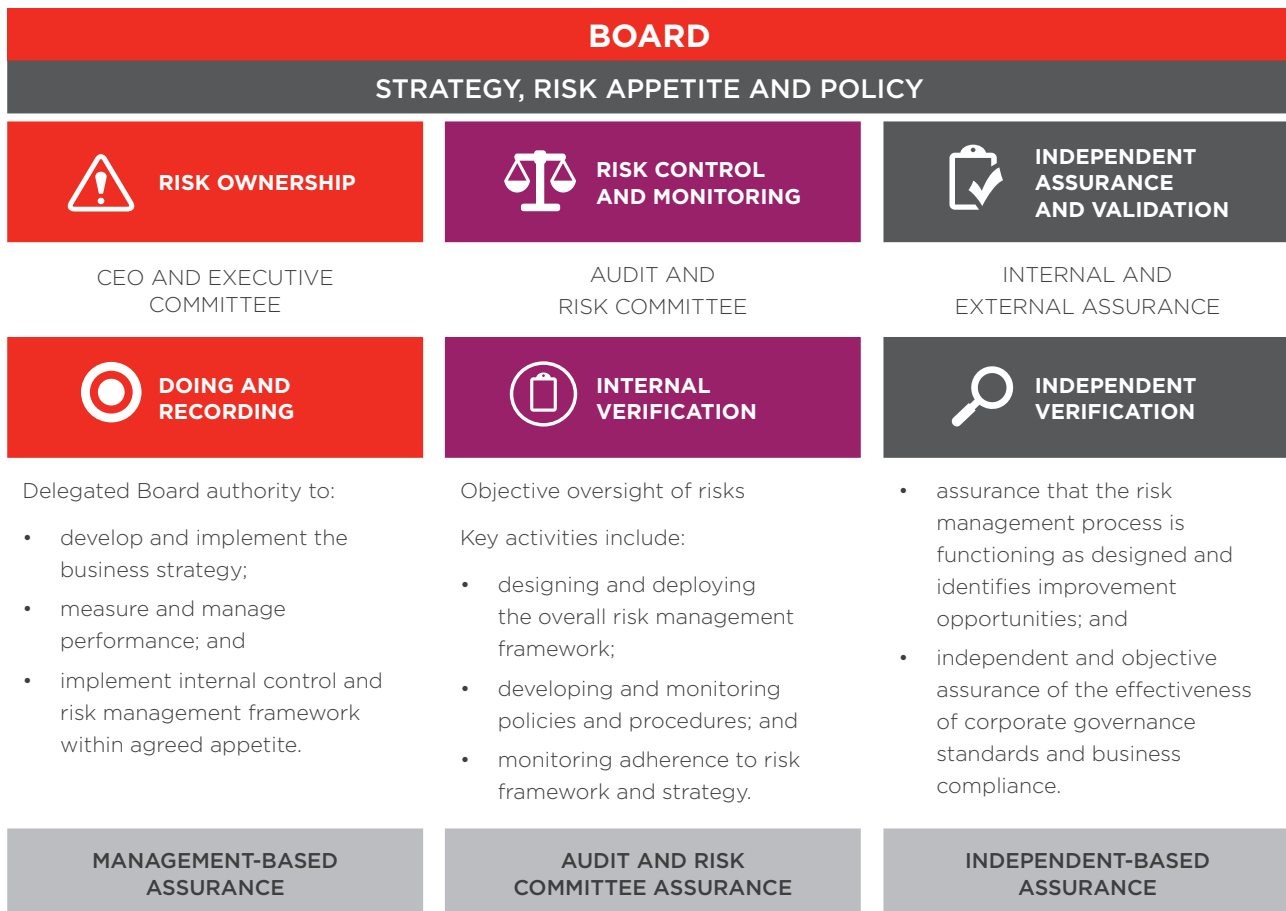 BOARD
STRATEGY, RISK APPETITE AND POLICY
RISK OWNERSHIP
CEO AND EXECUTIVE
COMMITTEE
DOING AND
RECORDING
Delegated Board authority to:
• develop and implement the
business strategy;
• measure and manage
performance; and
• implement internal control and
risk management framework
within agreed appetite.
MANAGEMENT-BASED
ASSURANCE
RISK CONTROL
AND MONITORING
AUDIT AND
RISK COMMITTEE
INTERNAL
VERIFICATION
Objective oversight of risks
Key activities include:
• designing and deploying
the overall risk management
framework;
• developing and monitoring
policies and procedures; and
• monitoring adherence to risk
framework and strategy.
AUDIT AND RISK
COMMITTEE ASSURANCE
INDEPENDENT
ASSURANCE
AND VALIDATION
INTERNAL AND
EXTERNAL ASSURANCE
INDEPENDENT
VERIFICATION
• assurance that the risk
management process is
functioning as designed and
identifies improvement
opportunities; and
• independent and objective
assurance of the effectiveness
of corporate governance
standards and business
compliance.
INDEPENDENT-BASED
ASSURANCE